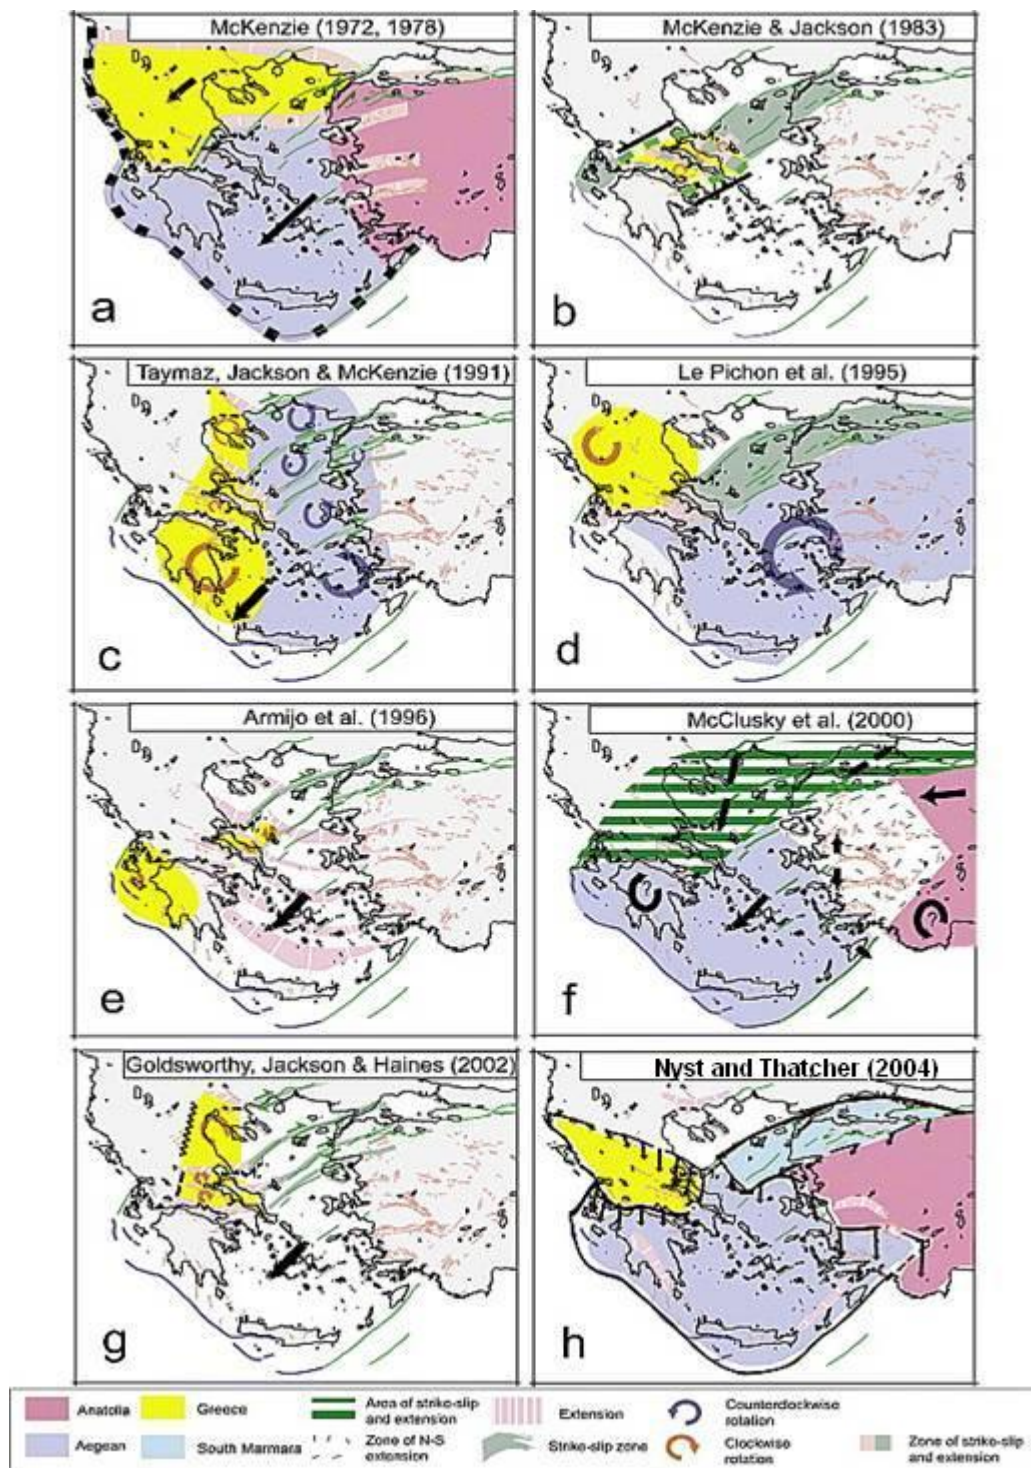 McKenzie (1972, 1978)
a
McKenzie & Jackson (1983)
b
Taymaz, Jackson & McKenzie (1991)
c
Le Pichon et al. (1995)
d
Armijo et al. (1996)
e
McClusky et al. (2000)
?
?
f
Goldsworthy, Jackson & Haines (2002)
g
Nyst and Thatcher (2004)
h
Anatolia
Greece
Area of strike-slip
and extension
Extension
Counterclockwise
rotation
Aegean
South Marmara
Zone of N-S
extension
Strike-slip zone
Clockwise
rotation
Zone of strike-slip
and extension